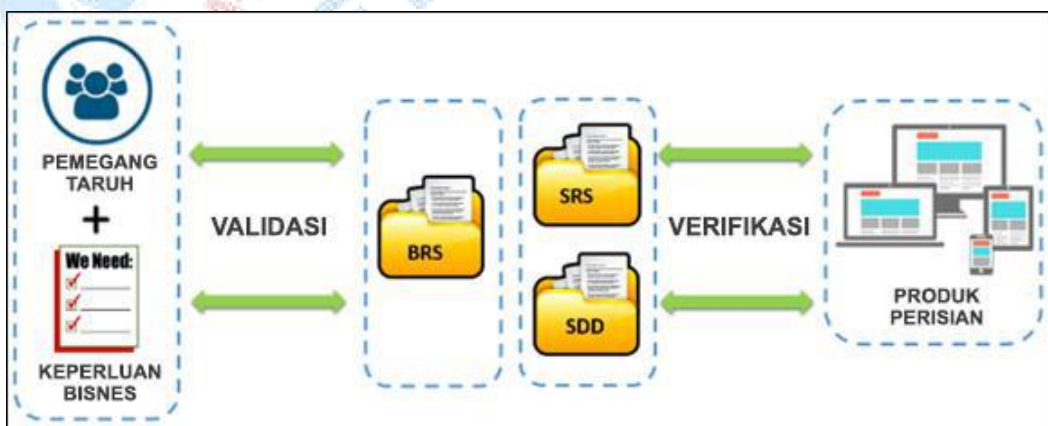 PEMEGANG
TARUH
We Need:
KEPERLUAN
BISNES
VALIDASI
BRS
SRS
SDD
VERIFIKASI
PRODUK
PERISIAN